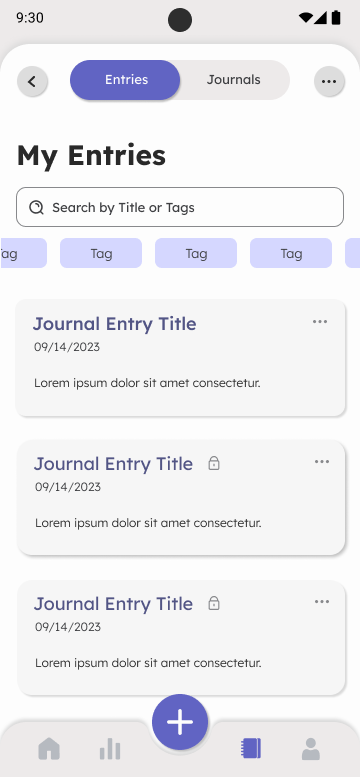 9:30
Entries
Journals
My Entries
Search by Title or Tags
Tag
Tag
Tag
Tag
Journal Entry Title
09/14/2023
Lorem ipsum dolor sit amet consectetur.
Journal Entry Title
09/14/2023
Lorem ipsum dolor sit amet consectetur.
Journal Entry Title
09/14/2023
Lorem ipsum dolor sit amet consectetur.